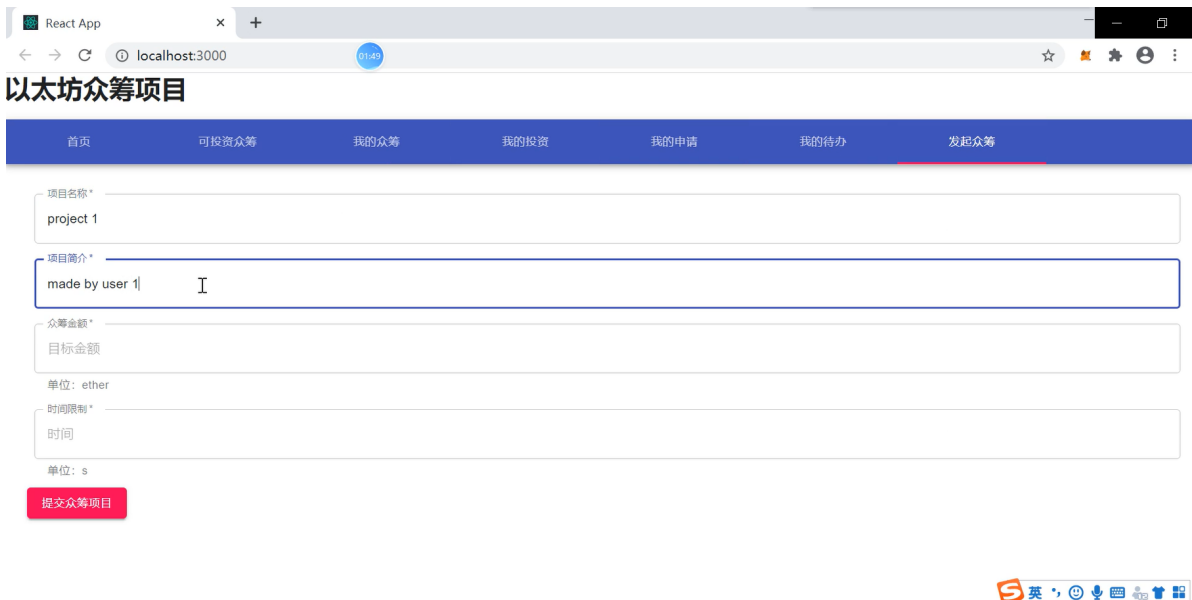 React App
localhost:3000
01:49
以太坊众筹项目
首页 可投资众筹 我的众筹 我的投资 我的申请 我的待办 发起众筹
项目名称 *
project 1
项目简介 *
made by user 1
众筹金额 *
目标金额
单位：ether
时间限制 *
时间
单位：s
提交众筹项目
英